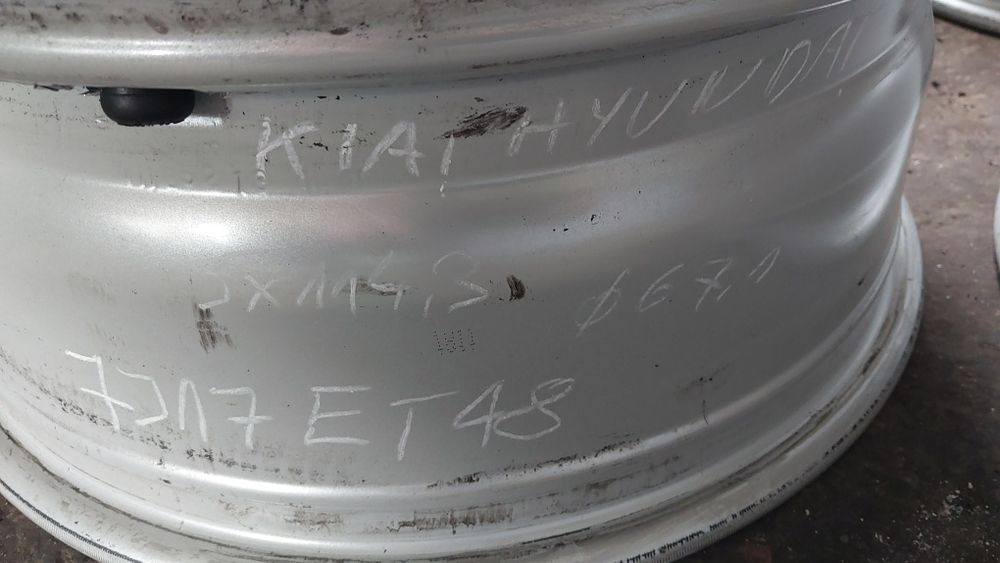 KIA, HYUNDAI
5x114,3 ø67,1
7J17 ET48